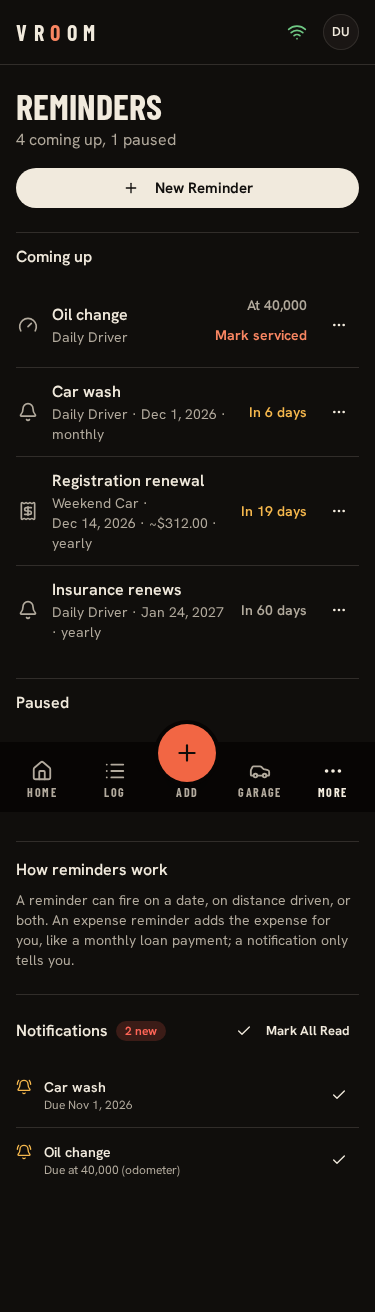 VROOM
DU
REMINDERS
4 coming up, 1 paused
New Reminder
Coming up
Oil change
At 40,000
Daily Driver
Mark serviced
Car wash
Daily Driver · Dec 1, 2026 ·
monthly
In 6 days
Registration renewal
Weekend Car ·
Dec 14, 2026 · ~$312.00 ·
yearly
In 19 days
Insurance renews
Daily Driver · Jan 24, 2027
· yearly
In 60 days
Paused
HOME
LOG
ADD
GARAGE
MORE
How reminders work
A reminder can fire on a date, on distance driven, or
both. An expense reminder adds the expense for
you, like a monthly loan payment; a notification only
tells you.
Notifications
2 new
Mark All Read
Car wash
Due Nov 1, 2026
Oil change
Due at 40,000 (odometer)